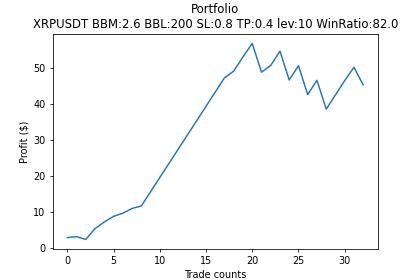 Portfolio
XRPUSDT BBM:2.6 BBL:200 SL:0.8 TP:0.4 lev:10 WinRatio:82.0
Profit ($)
50
40
30
20
10
0
0 5 10 15 20 25 30
Trade counts